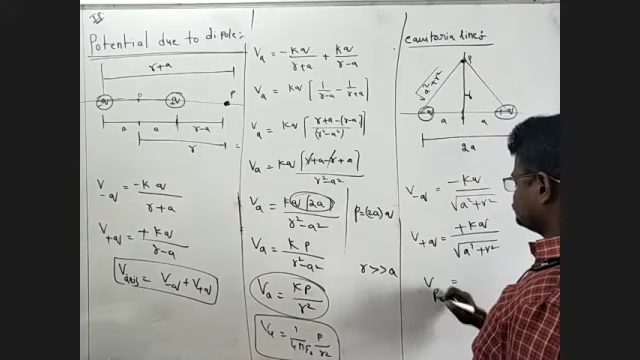 Potential due to dipole:
r+a
-q o +q P
a a r-a
r
V-q = -Kq / r+a
V+q = +Kq / r-a
Vaxis = V-q + V+q
Va = -Kq / r+a + Kq / r-a
Va = Kq [ 1/r-a - 1/r+a ]
Va = Kq [ r+a-(r-a) / (r²-a²) ]
Va = Kq (r+a-r+a) / r²-a²
Va = Kq(2a) / r²-a²
P=(2a)q
Va = KP / r²-a²
r>>a
Va = KP / r²
Va = 1/4πε₀ P/r²
Equitoria line:
P
√a²+r²
r
-q +q
a a
2a
V-q = -Kq / √a²+r²
V+q = +Kq / √a²+r²
V =